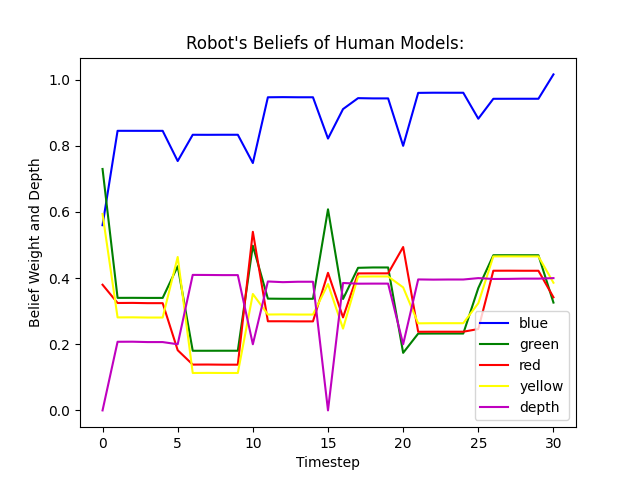 Robot's Beliefs of Human Models:
Belief Weight and Depth
1.0
0.8
0.6
0.4
0.2
0.0
0 5 10 15 20 25 30
Timestep
blue
green
red
yellow
depth